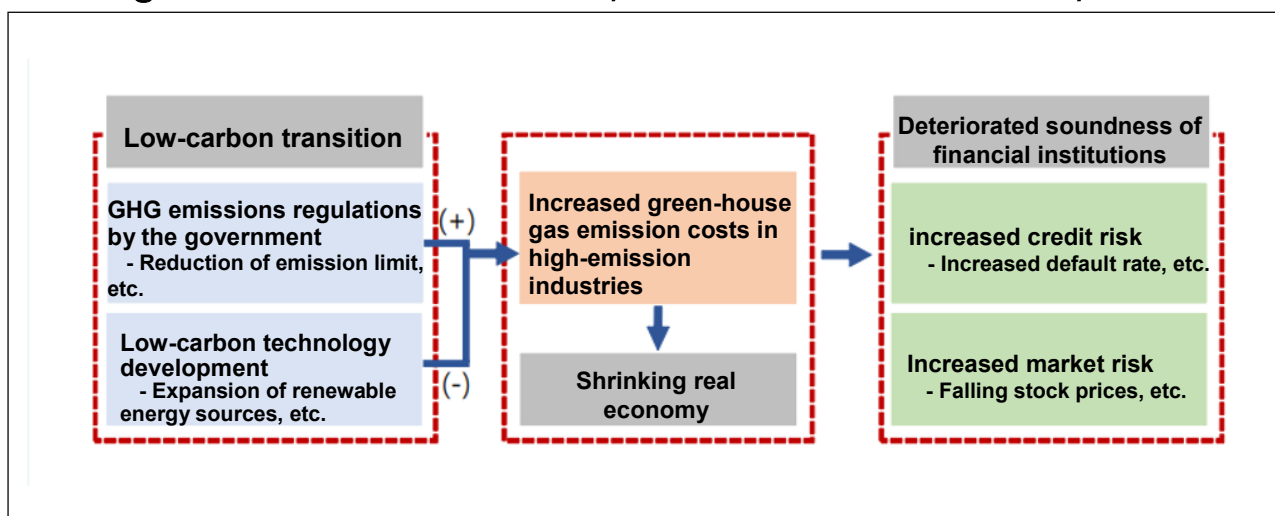 Low-carbon transition
GHG emissions regulations
by the government
- Reduction of emission limit,
etc.
(+)
Low-carbon technology
development
- Expansion of renewable
energy sources, etc.
(-)
Increased green-house
gas emission costs in
high-emission
industries
Shrinking real
economy
Deteriorated soundness of
financial institutions
increased credit risk
- Increased default rate, etc.
Increased market risk
- Falling stock prices, etc.